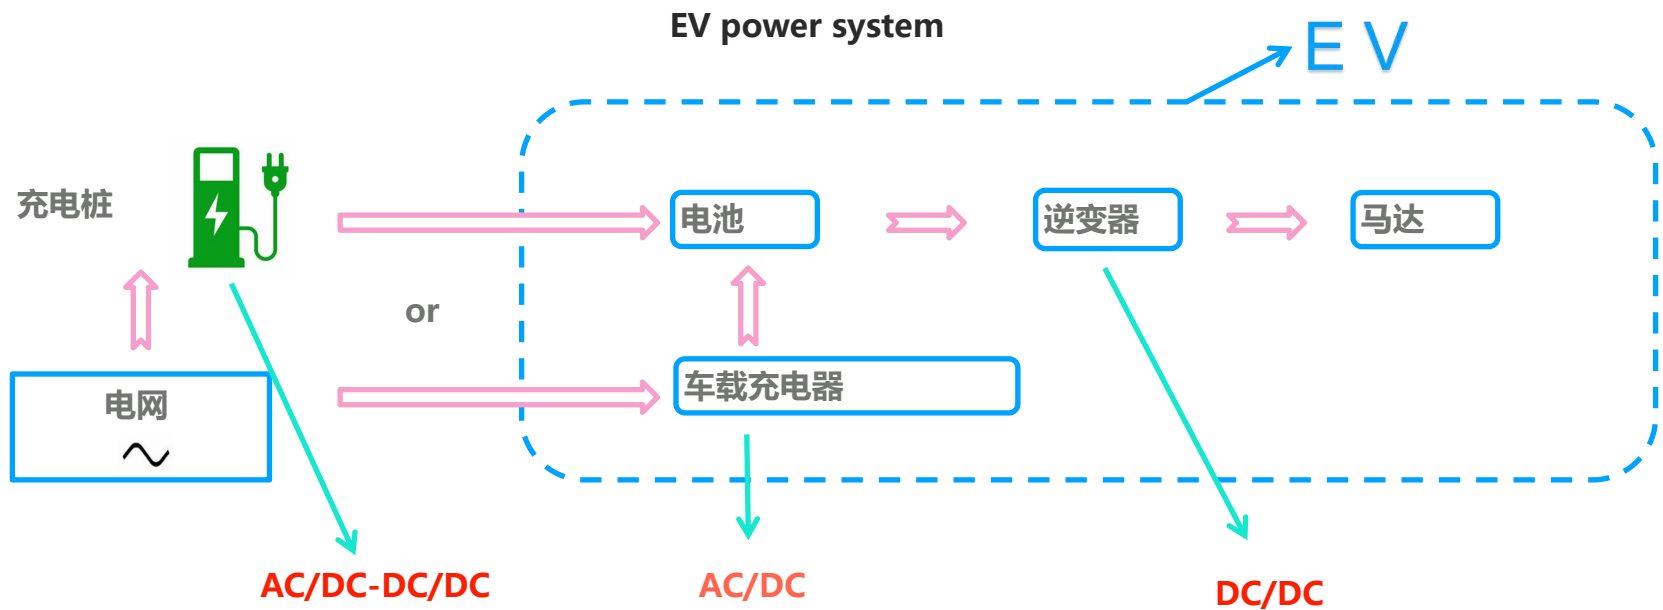 EV power system
E V
充电桩
电池
逆变器
马达
or
车载充电器
电网
AC/DC-DC/DC
AC/DC
DC/DC